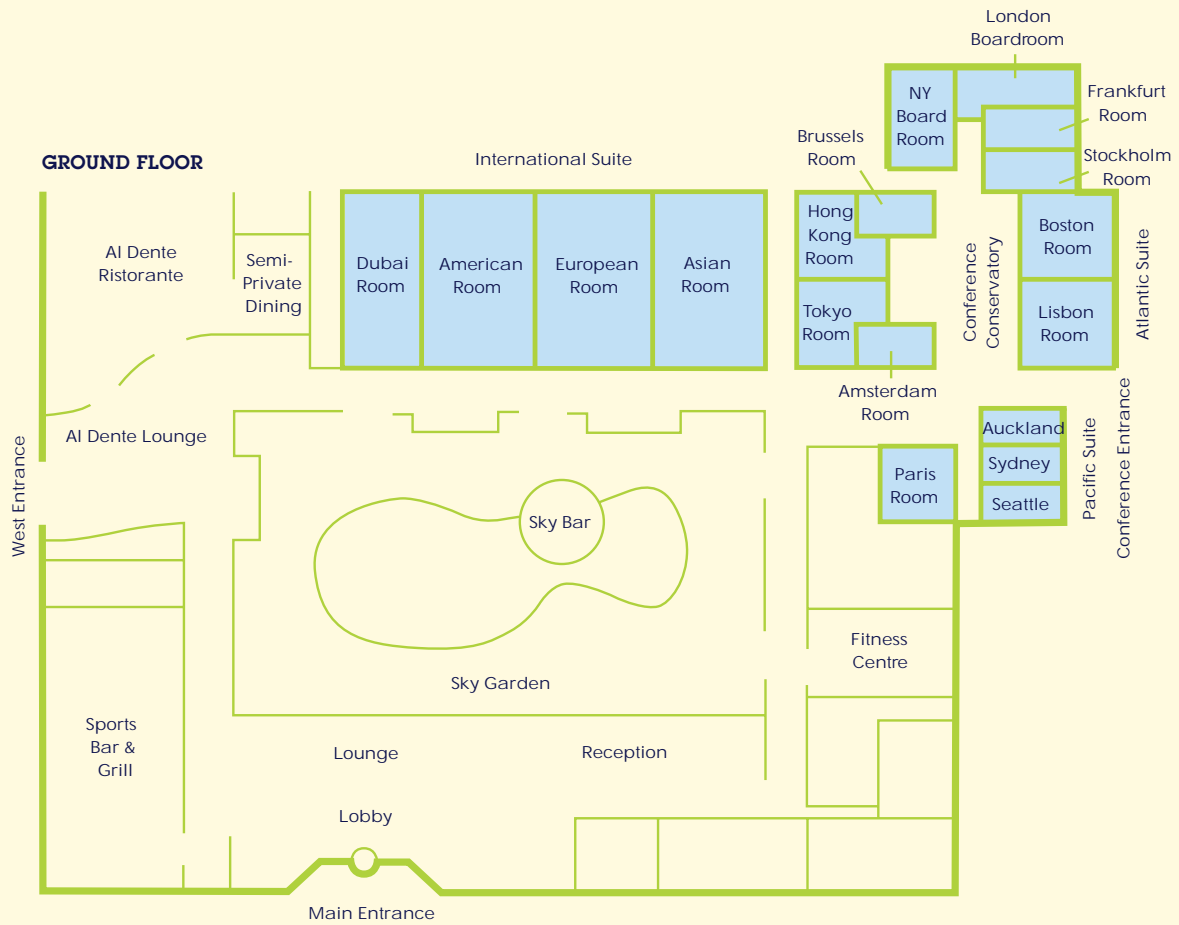 London
Boardroom
NY
Board
Room
Frankfurt
Room
Brussels
Room
Stockholm
Room
GROUND FLOOR
International Suite
Al Dente
Ristorante
Semi-
Private
Dining
Dubai
Room
American
Room
European
Room
Asian
Room
Hong
Kong
Room
Tokyo
Room
Conference
Conservatory
Boston
Room
Lisbon
Room
Atlantic Suite
Amsterdam
Room
Al Dente Lounge
West Entrance
Sky Bar
Paris
Room
Auckland
Sydney
Seattle
Pacific Suite
Conference Entrance
Fitness
Centre
Sky Garden
Sports
Bar &
Grill
Lounge
Reception
Lobby
Main Entrance